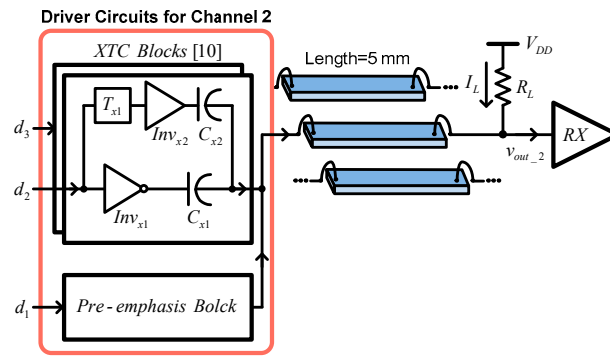 Driver Circuits for Channel 2
XTC Blocks [10]
T_x1
Inv_x2
C_x2
d_3
d_2
Inv_x1
C_x1
d_1
Pre-emphasis Bolck
Length=5 mm
V_DD
I_L
R_L
RX
v_out_2